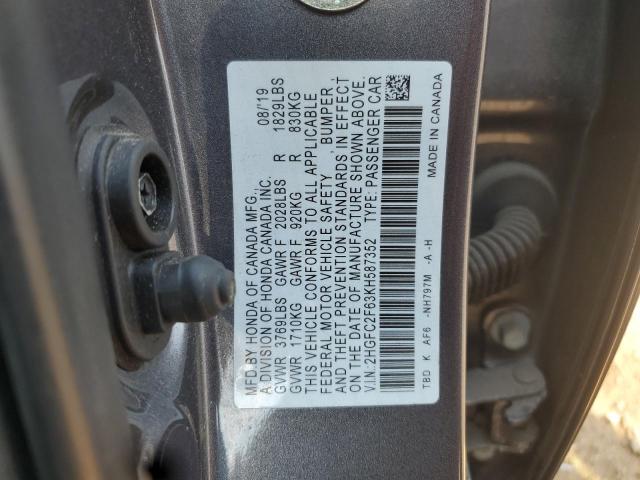 MFD.BY HONDA OF CANADA MFG., 08/19
A DIVISION OF HONDA CANADA INC.
GVWR 3769LBS GAWR F 2028LBS R 1829LBS
GVWR 1710KG GAWR F 920KG R 830KG
THIS VEHICLE CONFORMS TO ALL APPLICABLE
FEDERAL MOTOR VEHICLE SAFETY , BUMPER ,
AND THEFT PREVENTION STANDARDS IN EFFECT
ON THE DATE OF MANUFACTURE SHOWN ABOVE.
V.I.N.: 2HGFC2F63KH587352 TYPE: PASSENGER CAR
TBD K AF6 -NH797M -A -H MADE IN CANADA